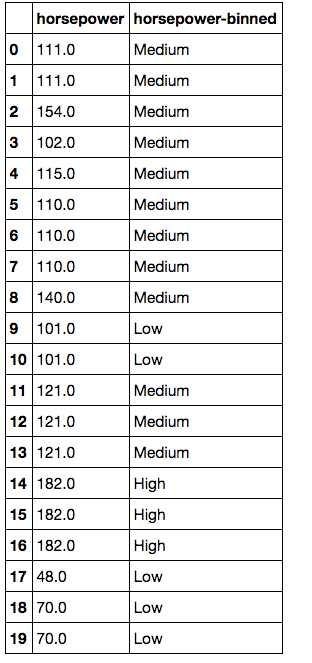 horsepower horsepower-binned
0 111.0 Medium
1 111.0 Medium
2 154.0 Medium
3 102.0 Medium
4 115.0 Medium
5 110.0 Medium
6 110.0 Medium
7 110.0 Medium
8 140.0 Medium
9 101.0 Low
10 101.0 Low
11 121.0 Medium
12 121.0 Medium
13 121.0 Medium
14 182.0 High
15 182.0 High
16 182.0 High
17 48.0 Low
18 70.0 Low
19 70.0 Low